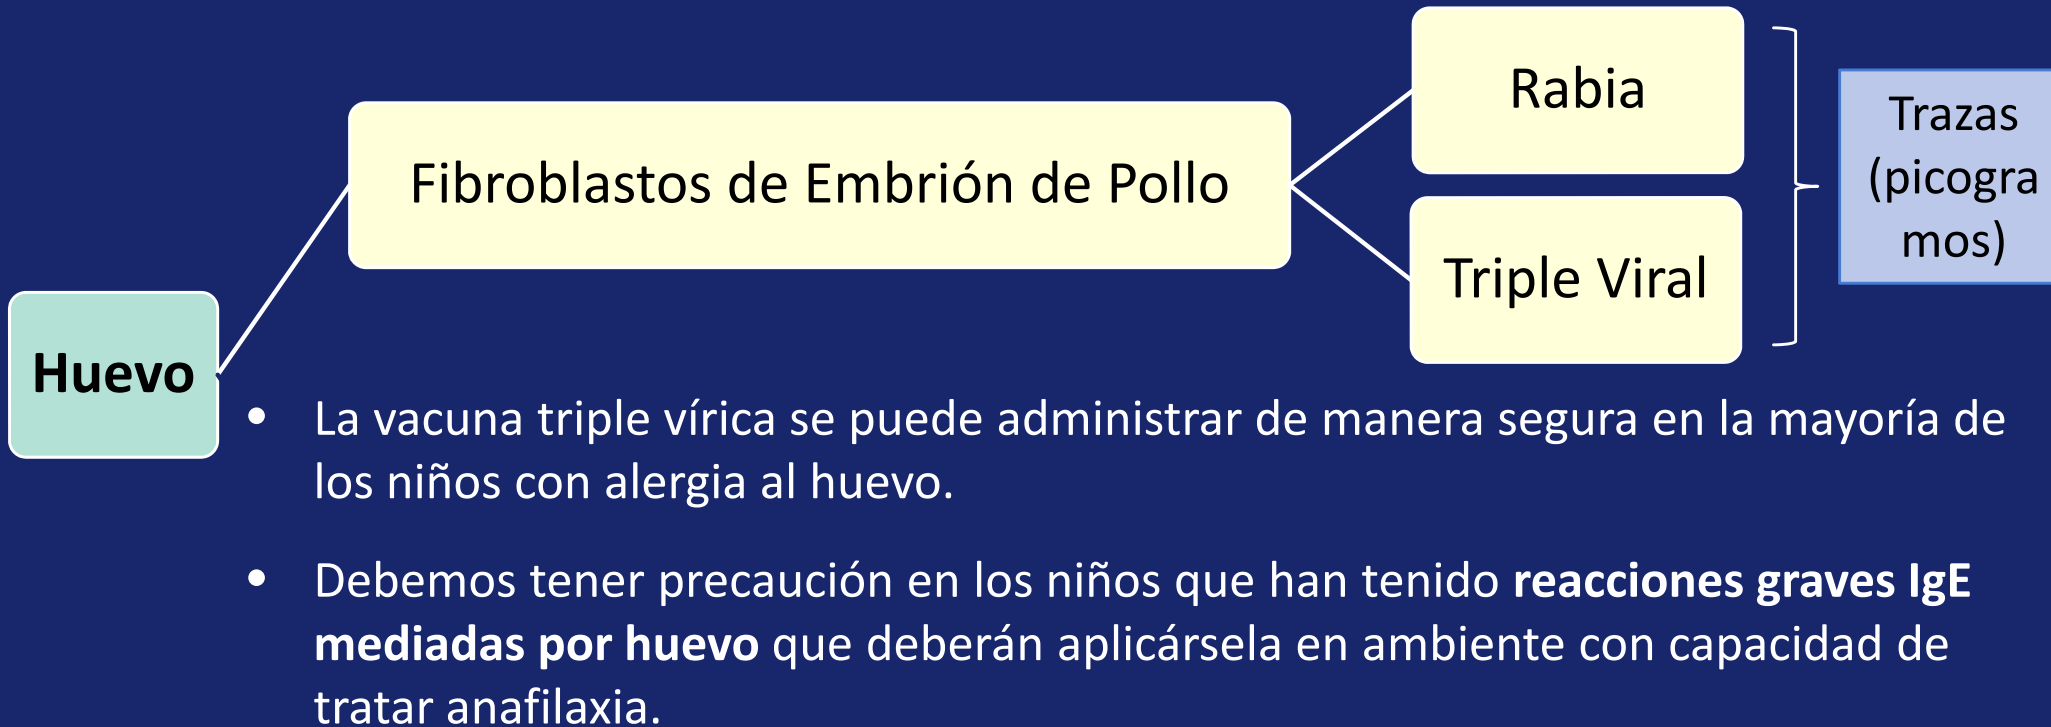 Rabia
Trazas
(picogra
mos)
Fibroblastos de Embrión de Pollo
Triple Viral
Huevo
• La vacuna triple vírica se puede administrar de manera segura en la mayoría de
los niños con alergia al huevo.
• Debemos tener precaución en los niños que han tenido reacciones graves IgE
mediadas por huevo que deberán aplicársela en ambiente con capacidad de
tratar anafilaxia.